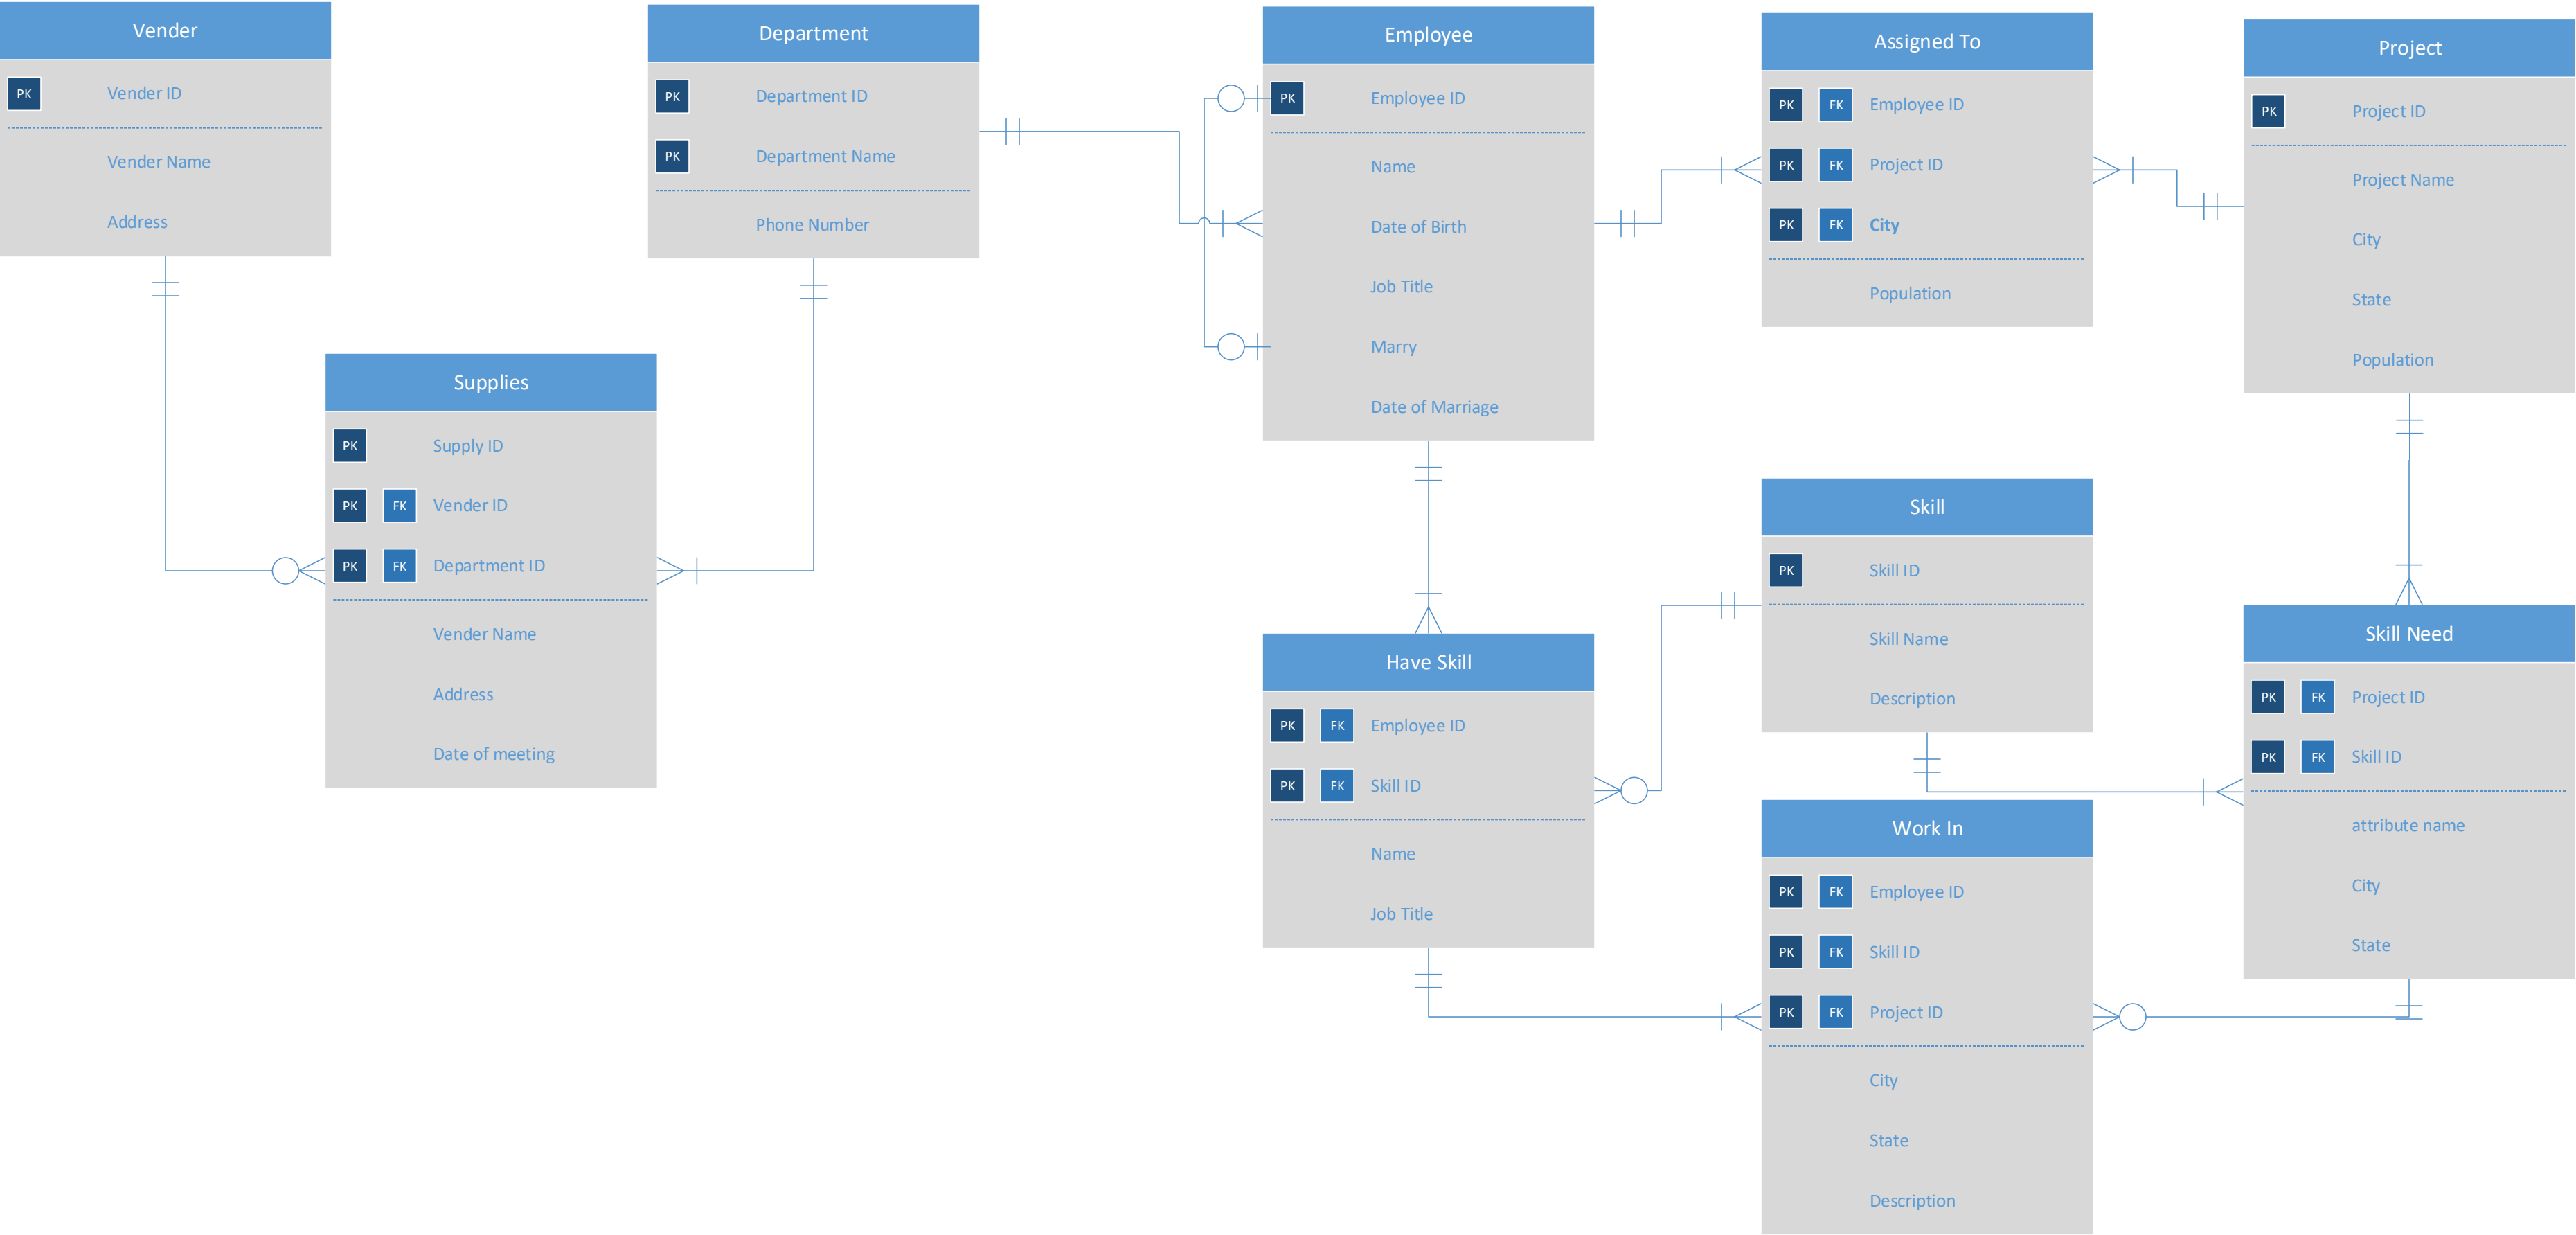 Vender
PK Vender ID
Vender Name
Address
Department
PK Department ID
PK Department Name
Phone Number
Employee
PK Employee ID
Name
Date of Birth
Job Title
Marry
Date of Marriage
Assigned To
PK FK Employee ID
PK FK Project ID
PK FK City
Population
Project
PK Project ID
Project Name
City
State
Population
Supplies
PK Supply ID
PK FK Vender ID
PK FK Department ID
Vender Name
Address
Date of meeting
Have Skill
PK FK Employee ID
PK FK Skill ID
Name
Job Title
Skill
PK Skill ID
Skill Name
Description
Skill Need
PK FK Project ID
PK FK Skill ID
attribute name
City
State
Work In
PK FK Employee ID
PK FK Skill ID
PK FK Project ID
City
State
Description